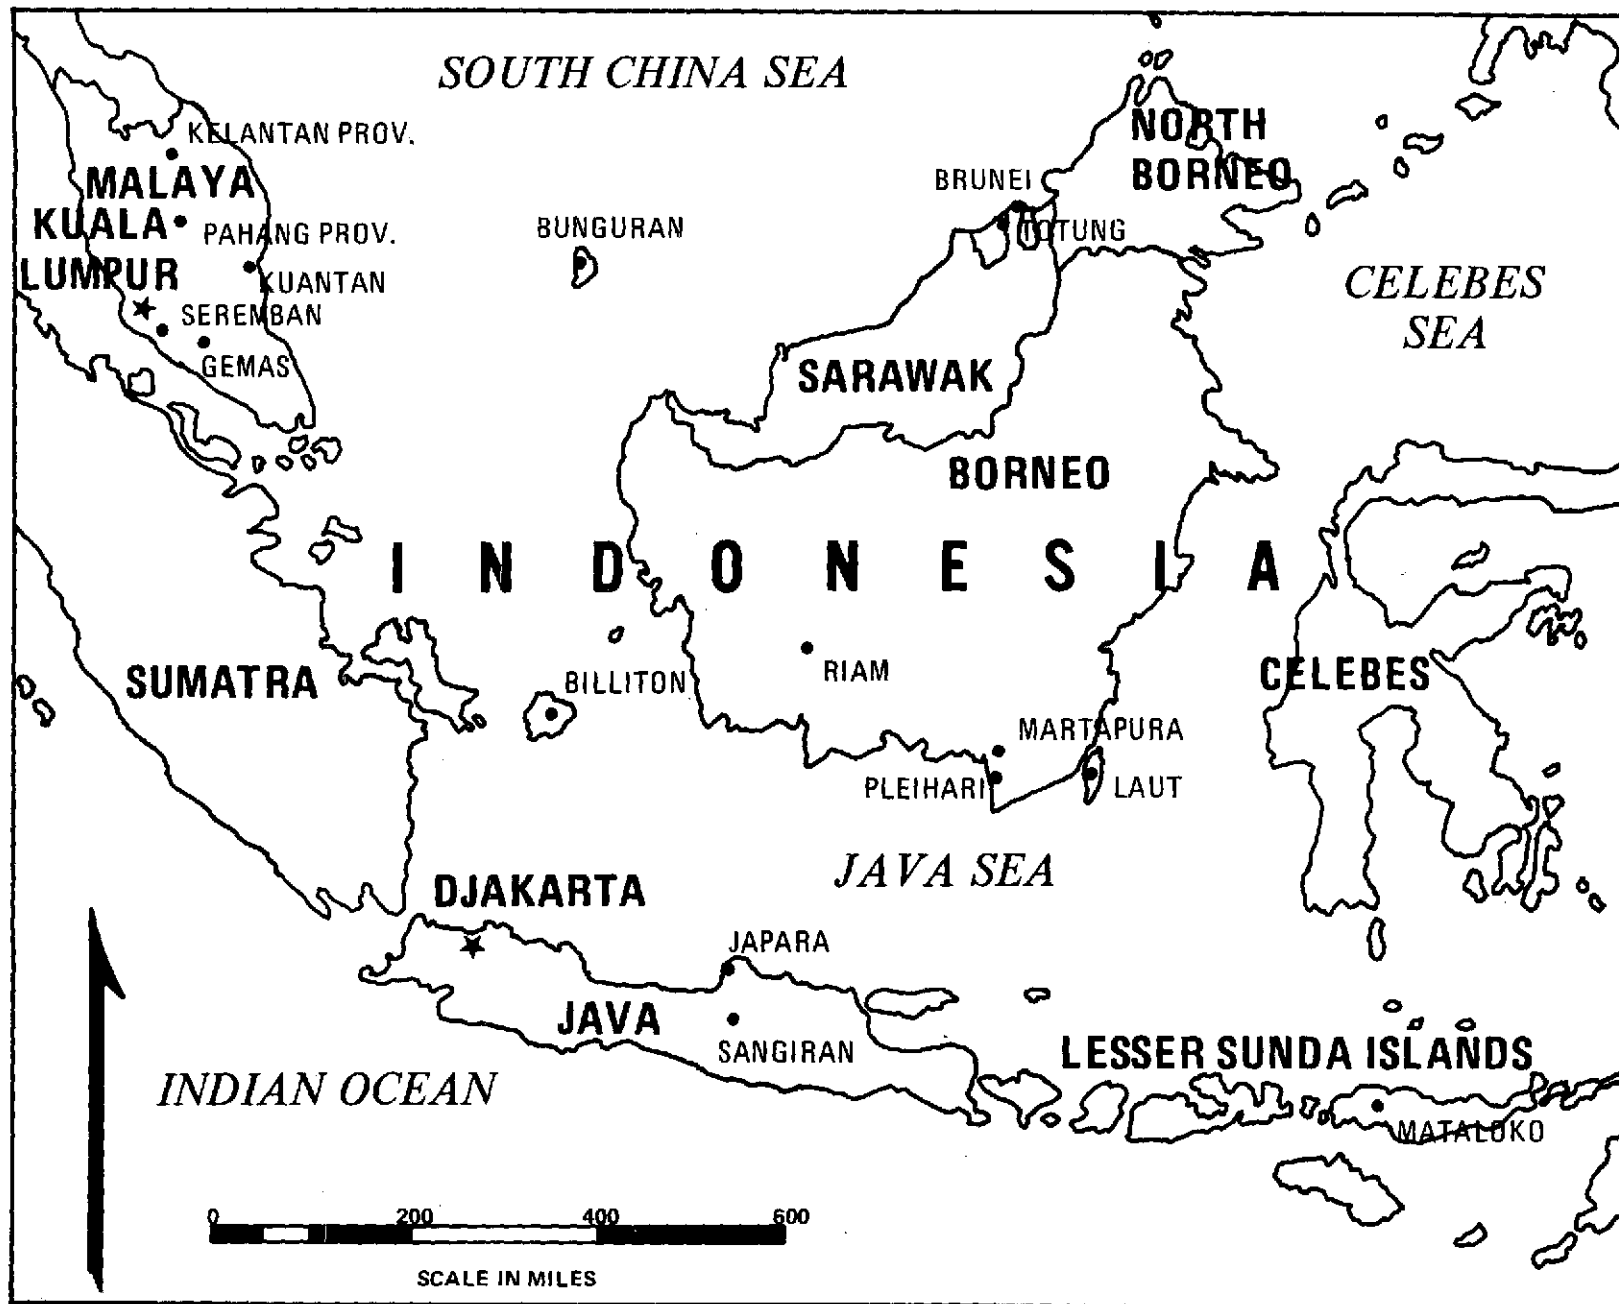 SOUTH CHINA SEA
KELANTAN PROV.
MALAYA
KUALA
LUMPUR
PAHANG PROV.
KUANTAN
SEREMBAN
GEMAS
BUNGURAN
BRUNEI
TOTUNG
NORTH
BORNEO
CELEBES
SEA
SARAWAK
BORNEO
INDONESIA
SUMATRA
BILLITON
RIAM
CELEBES
MARTAPURA
PLEIHARI
LAUT
JAVA SEA
DJAKARTA
JAPARA
JAVA
SANGIRAN
LESSER SUNDA ISLANDS
MATALOKO
INDIAN OCEAN
0 200 400 600
SCALE IN MILES